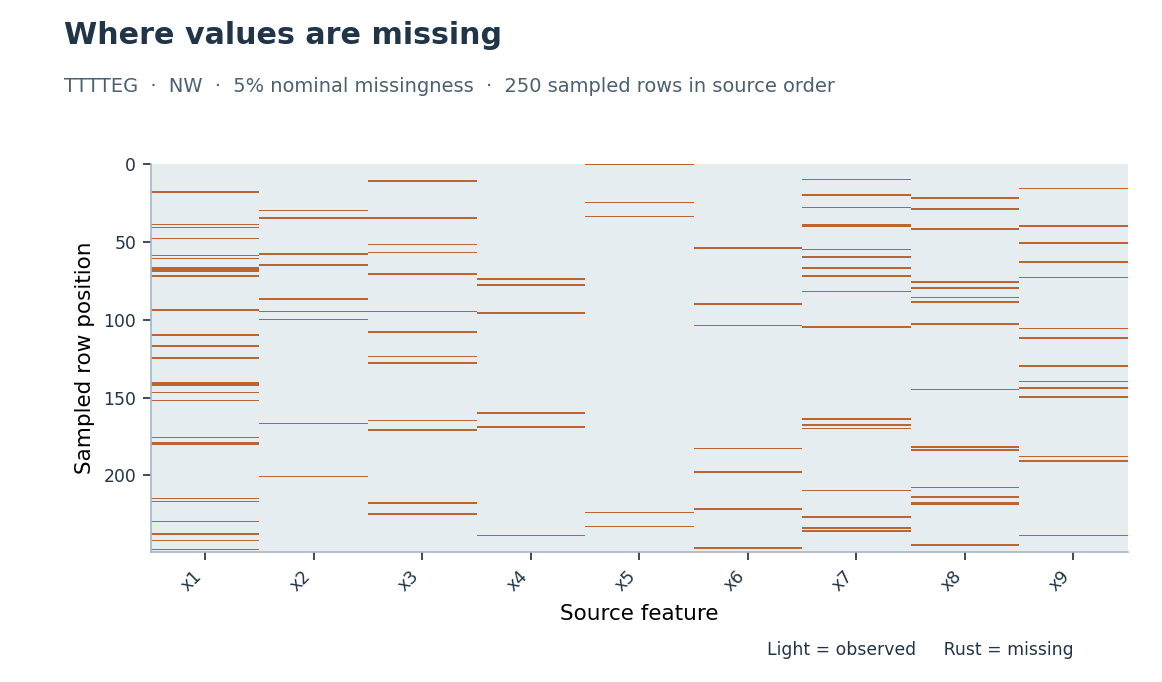 Where values are missing
TTTTEG · NW · 5% nominal missingness · 250 sampled rows in source order
0
50
100
150
200
Sampled row position
x1 x2 x3 x4 x5 x6 x7 x8 x9
Source feature
Light = observed Rust = missing